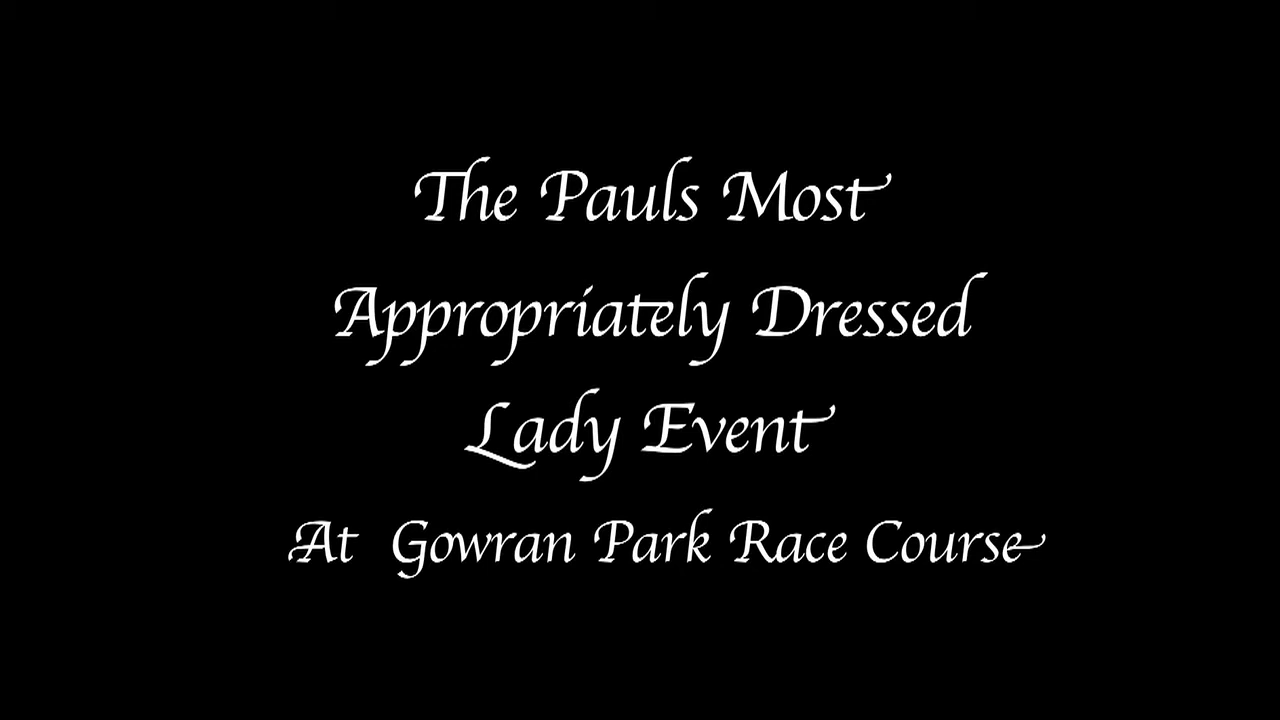 The Pauls Most
Appropriately Dressed
Lady Event
At Gowran Park Race Course